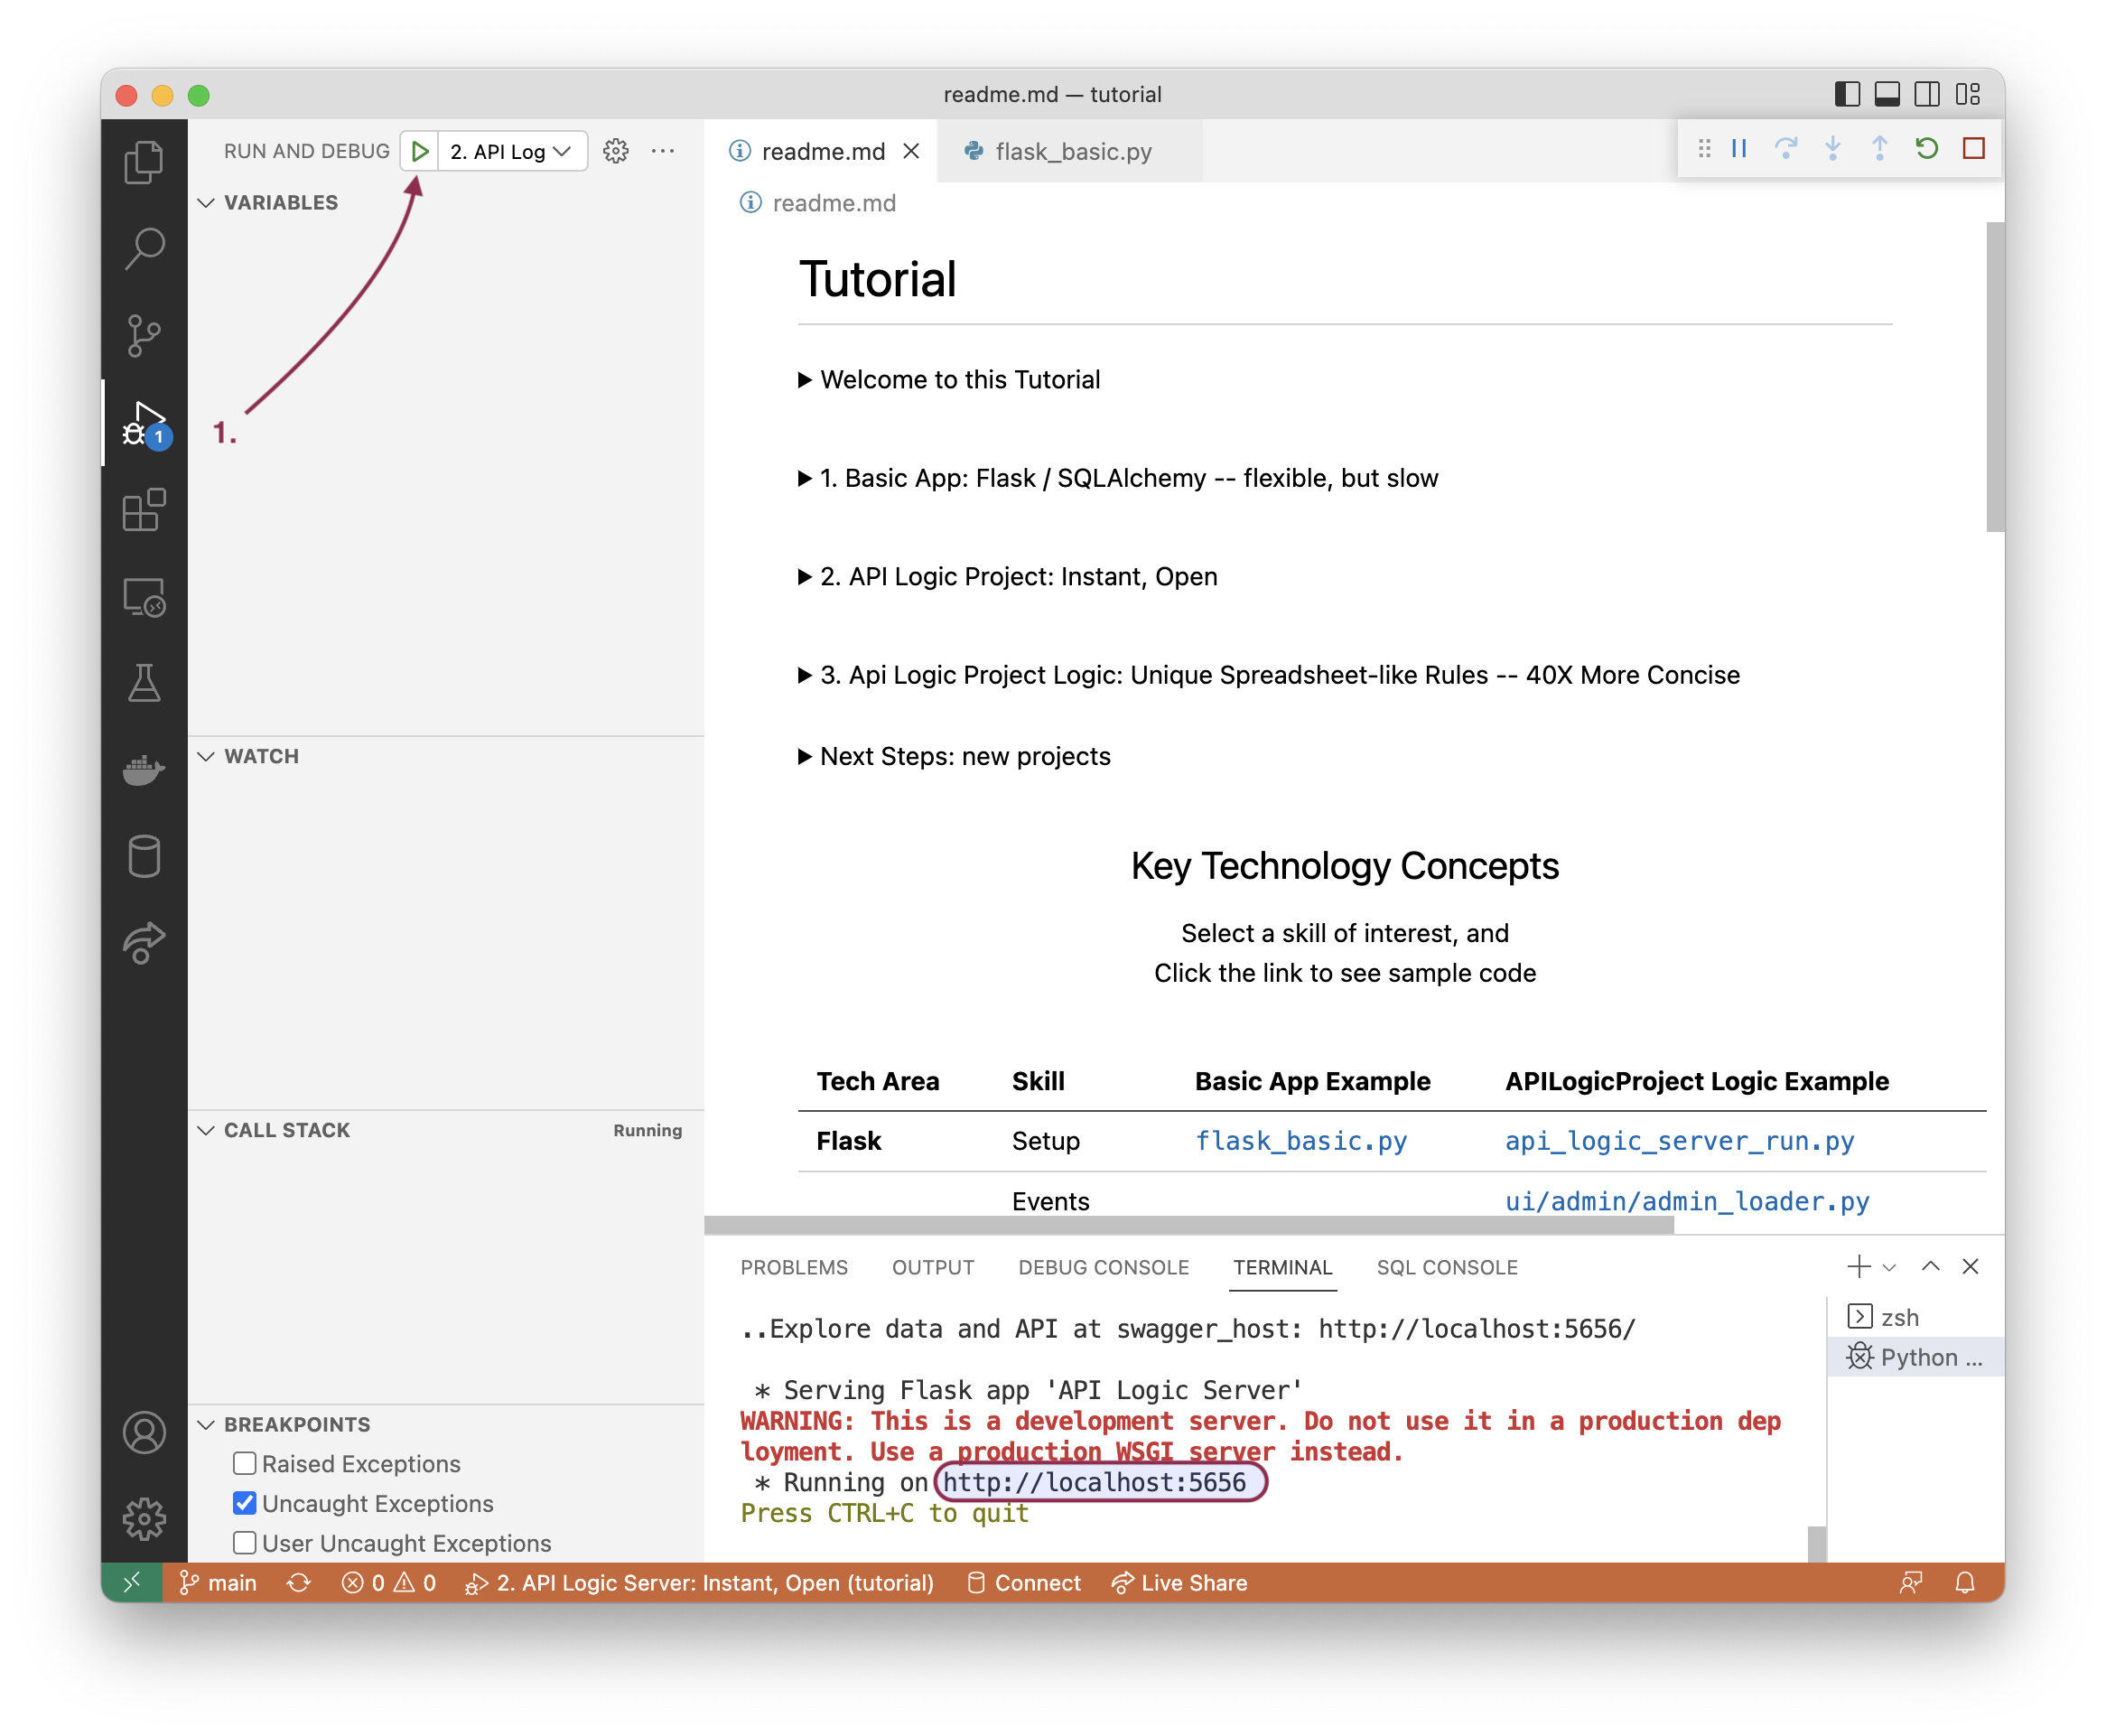 readme.md — tutorial
RUN AND DEBUG
2. API Log
VARIABLES
1.
1
WATCH
CALL STACK
Running
BREAKPOINTS
Raised Exceptions
Uncaught Exceptions
User Uncaught Exceptions
readme.md
flask_basic.py
readme.md
Tutorial
Welcome to this Tutorial
1. Basic App: Flask / SQLAlchemy -- flexible, but slow
2. API Logic Project: Instant, Open
3. Api Logic Project Logic: Unique Spreadsheet-like Rules -- 40X More Concise
Next Steps: new projects
Key Technology Concepts
Select a skill of interest, and
Click the link to see sample code
Tech Area Skill Basic App Example APILogicProject Logic Example
Flask Setup flask_basic.py api_logic_server_run.py
Events ui/admin/admin_loader.py
PROBLEMS OUTPUT DEBUG CONSOLE TERMINAL SQL CONSOLE
..Explore data and API at swagger_host: http://localhost:5656/
* Serving Flask app 'API Logic Server'
WARNING: This is a development server. Do not use it in a production dep
loyment. Use a production WSGI server instead.
* Running on http://localhost:5656
Press CTRL+C to quit
zsh
Python ...
main 0 0 2. API Logic Server: Instant, Open (tutorial) Connect Live Share